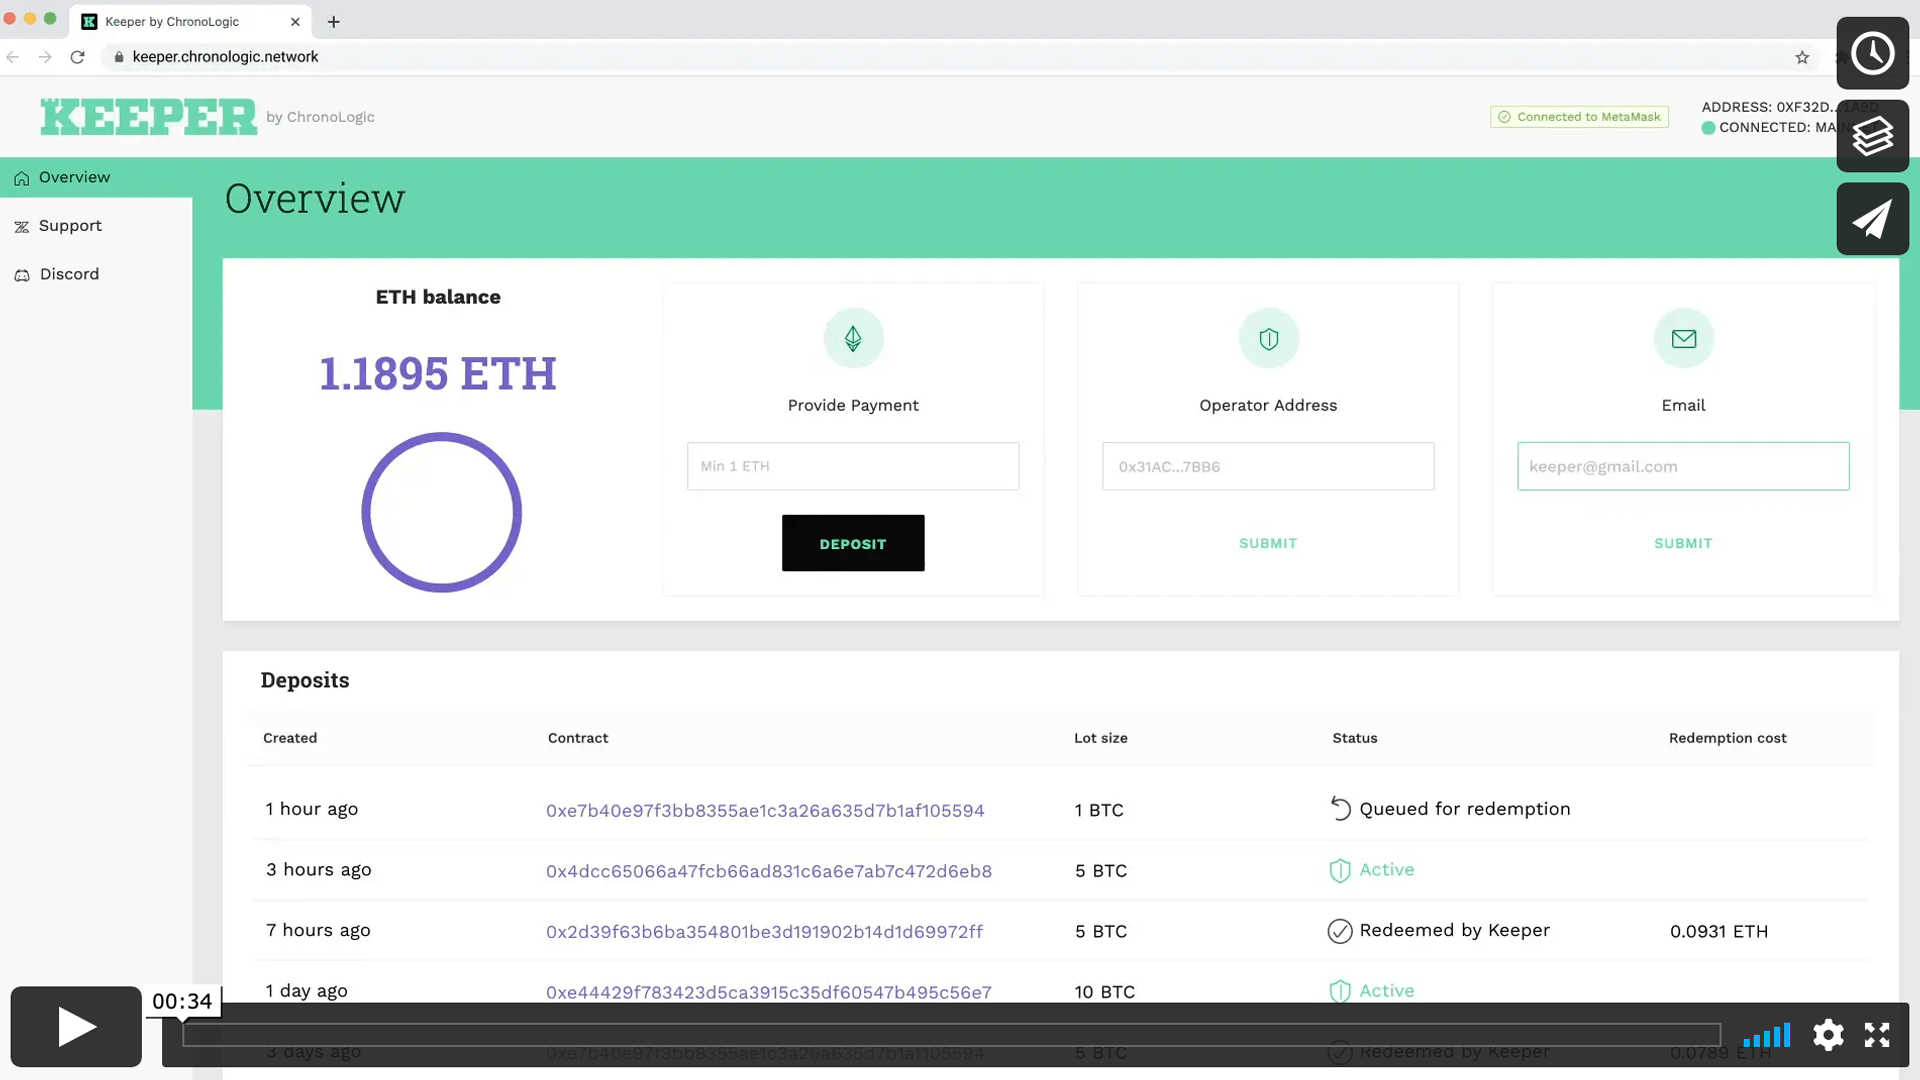 Keeper by ChronoLogic
keeper.chronologic.network
KEEPER by ChronoLogic
Connected to MetaMask
ADDRESS: 0XF32D...1A9D
CONNECTED: MAI
Overview
Support
Discord
Overview
ETH balance
1.1895 ETH
Provide Payment
Min 1 ETH
DEPOSIT
Operator Address
0x31AC...7BB6
SUBMIT
Email
keeper@gmail.com
SUBMIT
Deposits
Created Contract Lot size Status Redemption cost
1 hour ago 0xe7b40e97f3bb8355ae1c3a26a635d7b1af105594 1 BTC Queued for redemption
3 hours ago 0x4dcc65066a47fcb66ad831c6a6e7ab7c472d6eb8 5 BTC Active
7 hours ago 0x2d39f63b6ba354801be3d191902b14d1d69972ff 5 BTC Redeemed by Keeper 0.0931 ETH
1 day ago 0xe44429f783423d5ca3915c35df60547b495c56e7 10 BTC Active
00:34
3 days ago 0xe7b40e97f3bb8355ae1c3a26a635d7b1af105594 5 BTC Redeemed by Keeper 0.0789 ETH